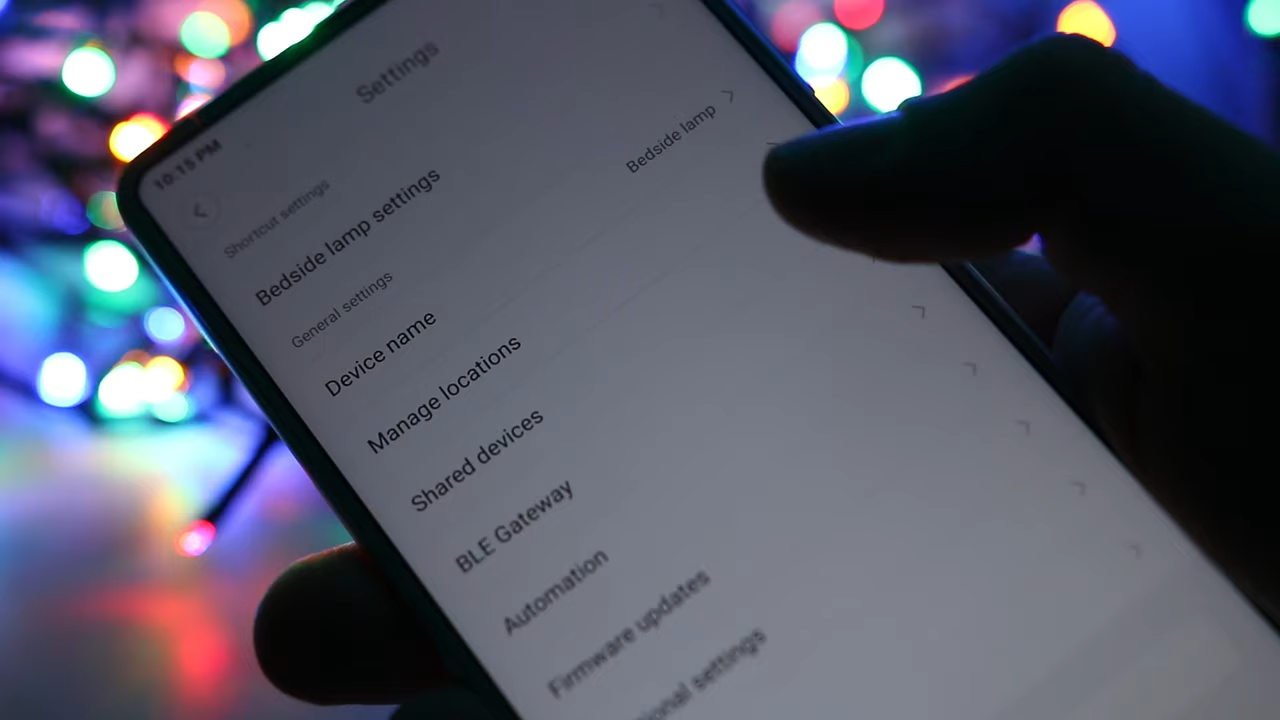 10:15 PM
Settings
Shortcut settings
Bedside lamp settings
General settings
Device name
Bedside lamp
Manage locations
Shared devices
BLE Gateway
Automation
Firmware updates
settings